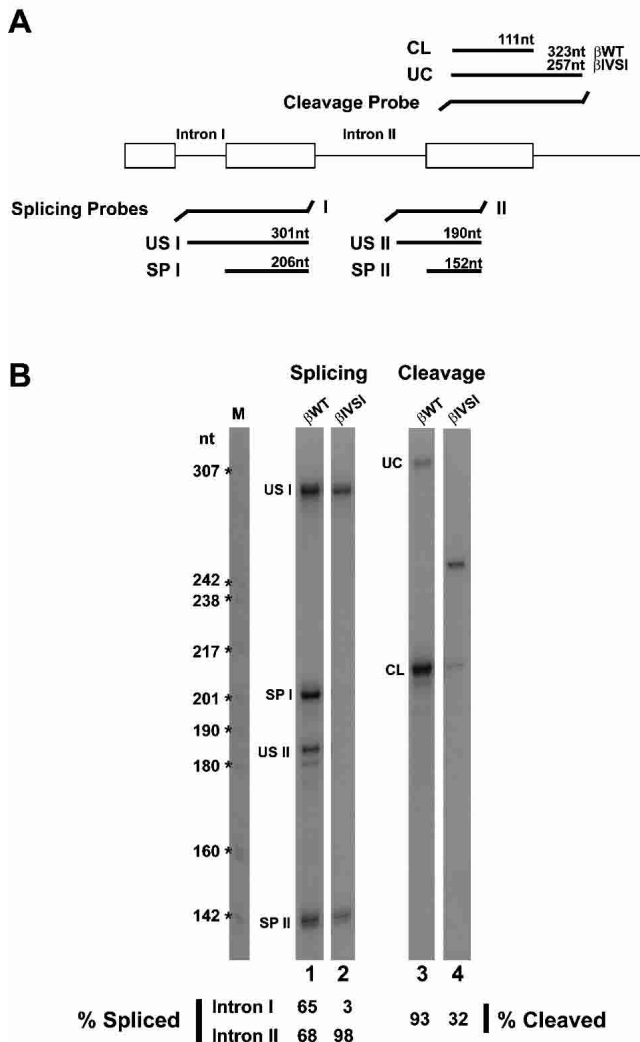 A
CL 111nt 323nt βWT
UC 257nt βIVSI
Cleavage Probe
Intron I Intron II
Splicing Probes I II
US I 301nt US II 190nt
SP I 206nt SP II 152nt
B
Splicing Cleavage
M βWT βIVSI βWT βIVSI
nt
307 *
UC
US I
242 *
238 *
217 *
CL
SP I
201 *
190 *
US II
180 *
160 *
142 *
SP II
1 2 3 4
% Spliced Intron I 65 3 93 32 % Cleaved
Intron II 68 98